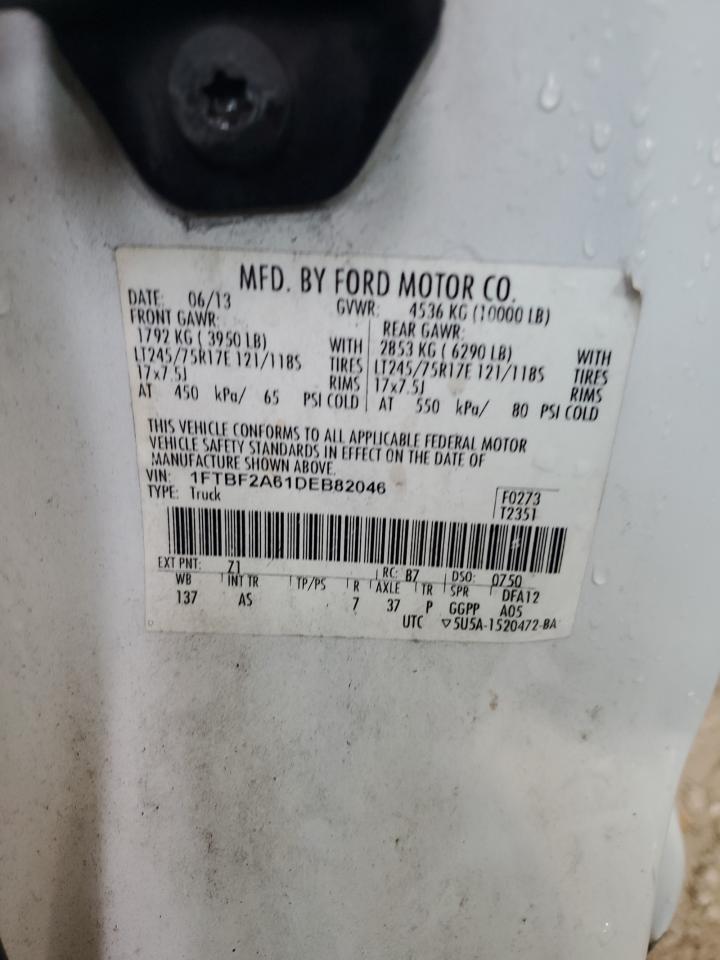 MFD. BY FORD MOTOR CO.
DATE: 06/13 GVWR: 4536 KG (10000 LB)
FRONT GAWR: REAR GAWR:
1792 KG ( 3950 LB) WITH 2853 KG ( 6290 LB) WITH
LT245/75R17E 121/118S TIRES LT245/75R17E 121/118S TIRES
17x7.5J RIMS 17x7.5J RIMS
AT 450 kPa/ 65 PSI COLD AT 550 kPa/ 80 PSI COLD
THIS VEHICLE CONFORMS TO ALL APPLICABLE FEDERAL MOTOR
VEHICLE SAFETY STANDARDS IN EFFECT ON THE DATE OF
MANUFACTURE SHOWN ABOVE.
VIN: 1FTBF2A61DEB82046 F0273
TYPE: Truck T2351
EXT PNT: Z1 RC: B7 DSO: 0750
WB INT TR TP/PS R AXLE TR SPR DFA12
137 AS 7 37 P GGPP A05
UTC ▽5U5A-1520472-BA